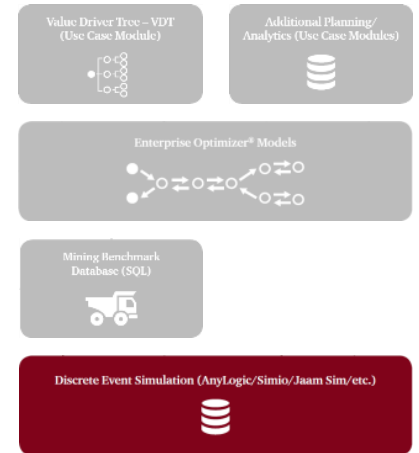 Value Driver Tree – VDT
(Use Case Module)
Additional Planning/
Analytics (Use Case Modules)
Enterprise Optimizer® Models
Mining Benchmark
Database (SQL)
Discrete Event Simulation (AnyLogic/Simio/Jaam Sim/etc.)